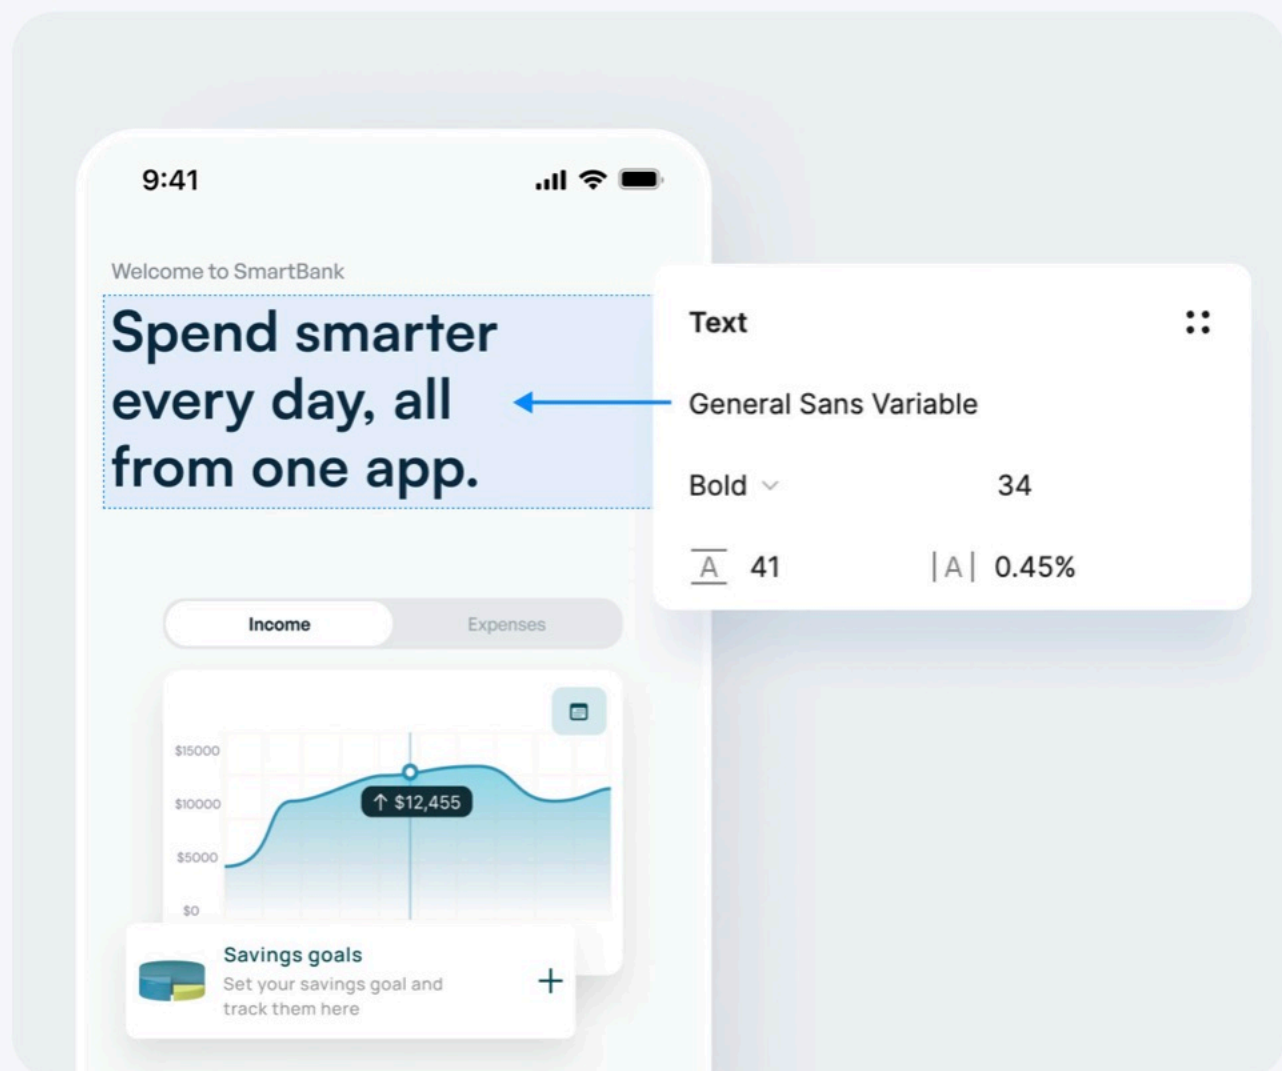 9:41
Welcome to SmartBank
Spend smarter
every day, all
from one app.
Text
General Sans Variable
Bold
34
A 41
|A| 0.45%
Income
Expenses
$15000
$10000
$5000
$0
↑ $12,455
Savings goals
Set your savings goal and
track them here